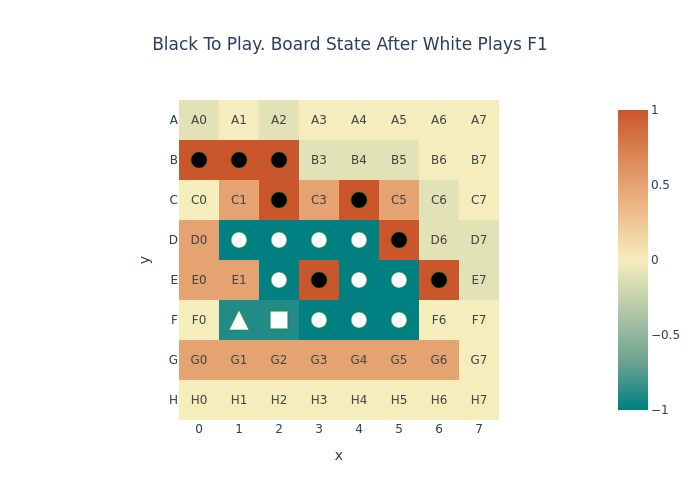 Black To Play. Board State After White Plays F1
A A0 A1 A2 A3 A4 A5 A6 A7
B B3 B4 B5 B6 B7
C C0 C1 C3 C5 C6 C7
D D0 D6 D7
E E0 E1 E7
F F0 F6 F7
G G0 G1 G2 G3 G4 G5 G6 G7
H H0 H1 H2 H3 H4 H5 H6 H7
0 1 2 3 4 5 6 7
x
y
1
0.5
0
−0.5
−1